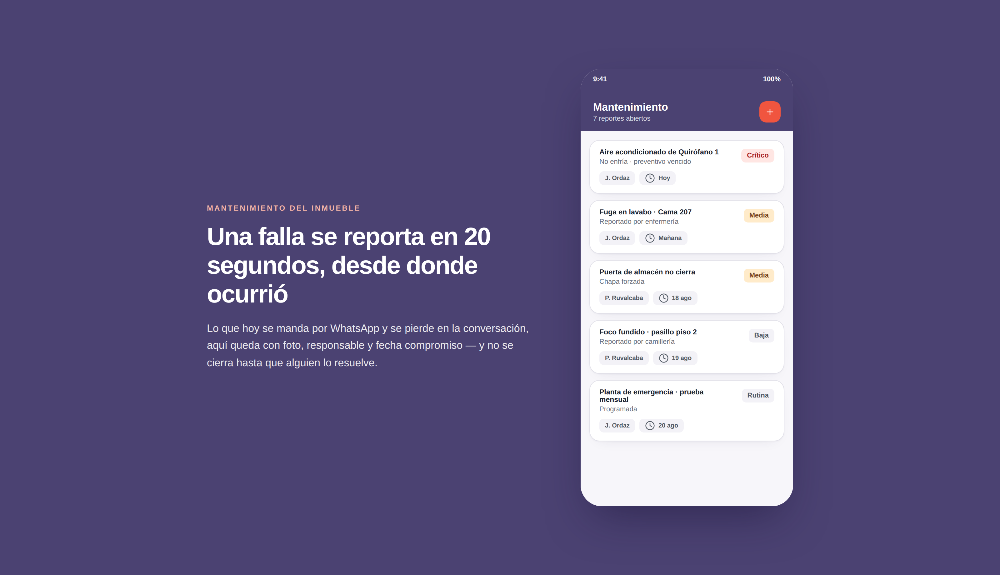 MANTENIMIENTO DEL INMUEBLE
Una falla se reporta en 20
segundos, desde donde
ocurrió
Lo que hoy se manda por WhatsApp y se pierde en la conversación,
aquí queda con foto, responsable y fecha compromiso — y no se
cierra hasta que alguien lo resuelve.
9:41
100%
Mantenimiento
7 reportes abiertos
Aire acondicionado de Quirófano 1
Crítico
No enfría · preventivo vencido
J. Ordaz
Hoy
Fuga en lavabo · Cama 207
Media
Reportado por enfermería
J. Ordaz
Mañana
Puerta de almacén no cierra
Media
Chapa forzada
P. Ruvalcaba
18 ago
Foco fundido · pasillo piso 2
Baja
Reportado por camillería
P. Ruvalcaba
19 ago
Planta de emergencia · prueba
mensual
Rutina
Programada
J. Ordaz
20 ago